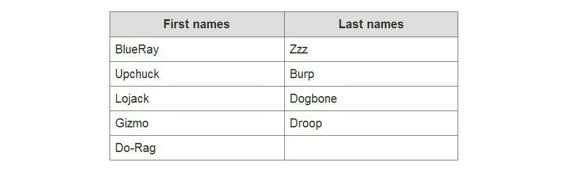 First names Last names
BlueRay Zzz
Upchuck Burp
Lojack Dogbone
Gizmo Droop
Do-Rag